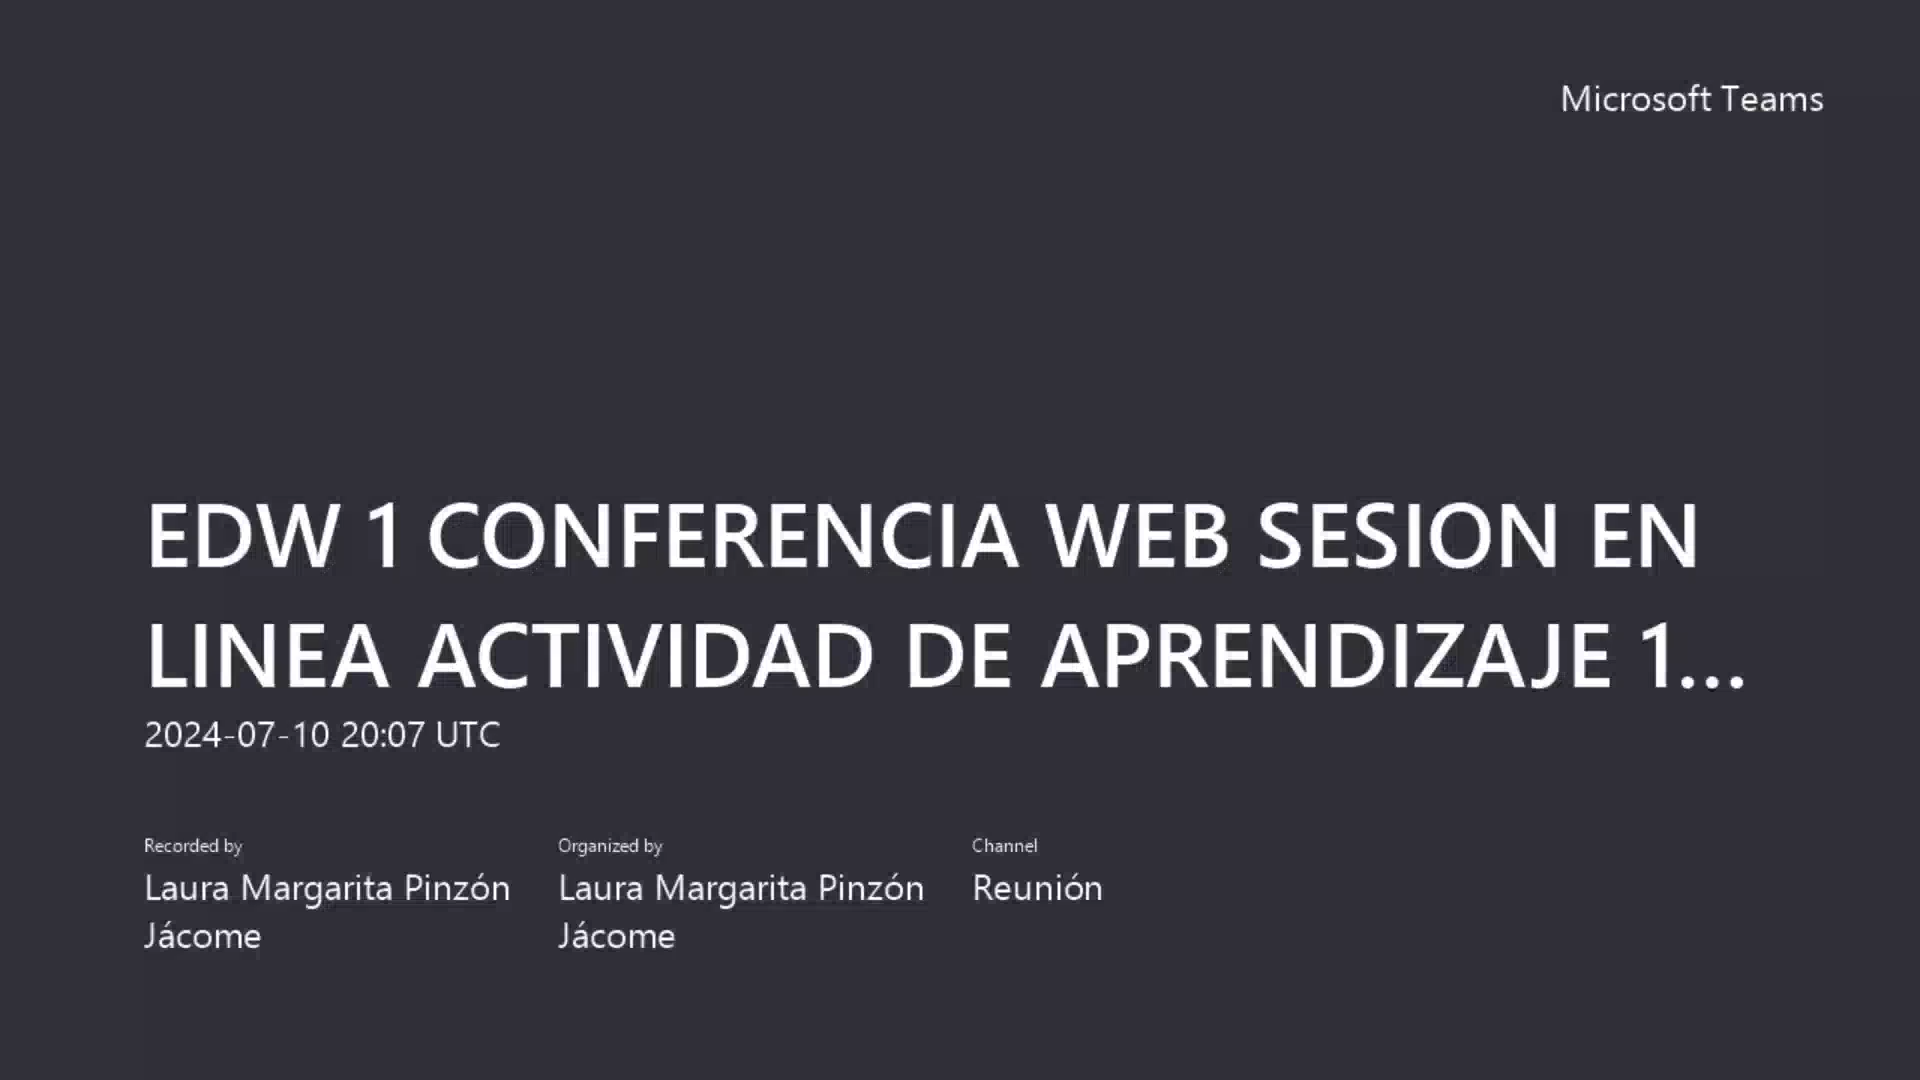 Microsoft Teams
EDW 1 CONFERENCIA WEB SESION EN
LINEA ACTIVIDAD DE APRENDIZAJE 1...
2024-07-10 20:07 UTC
Recorded by
Laura Margarita Pinzón
Jácome
Organized by
Laura Margarita Pinzón
Jácome
Channel
Reunión